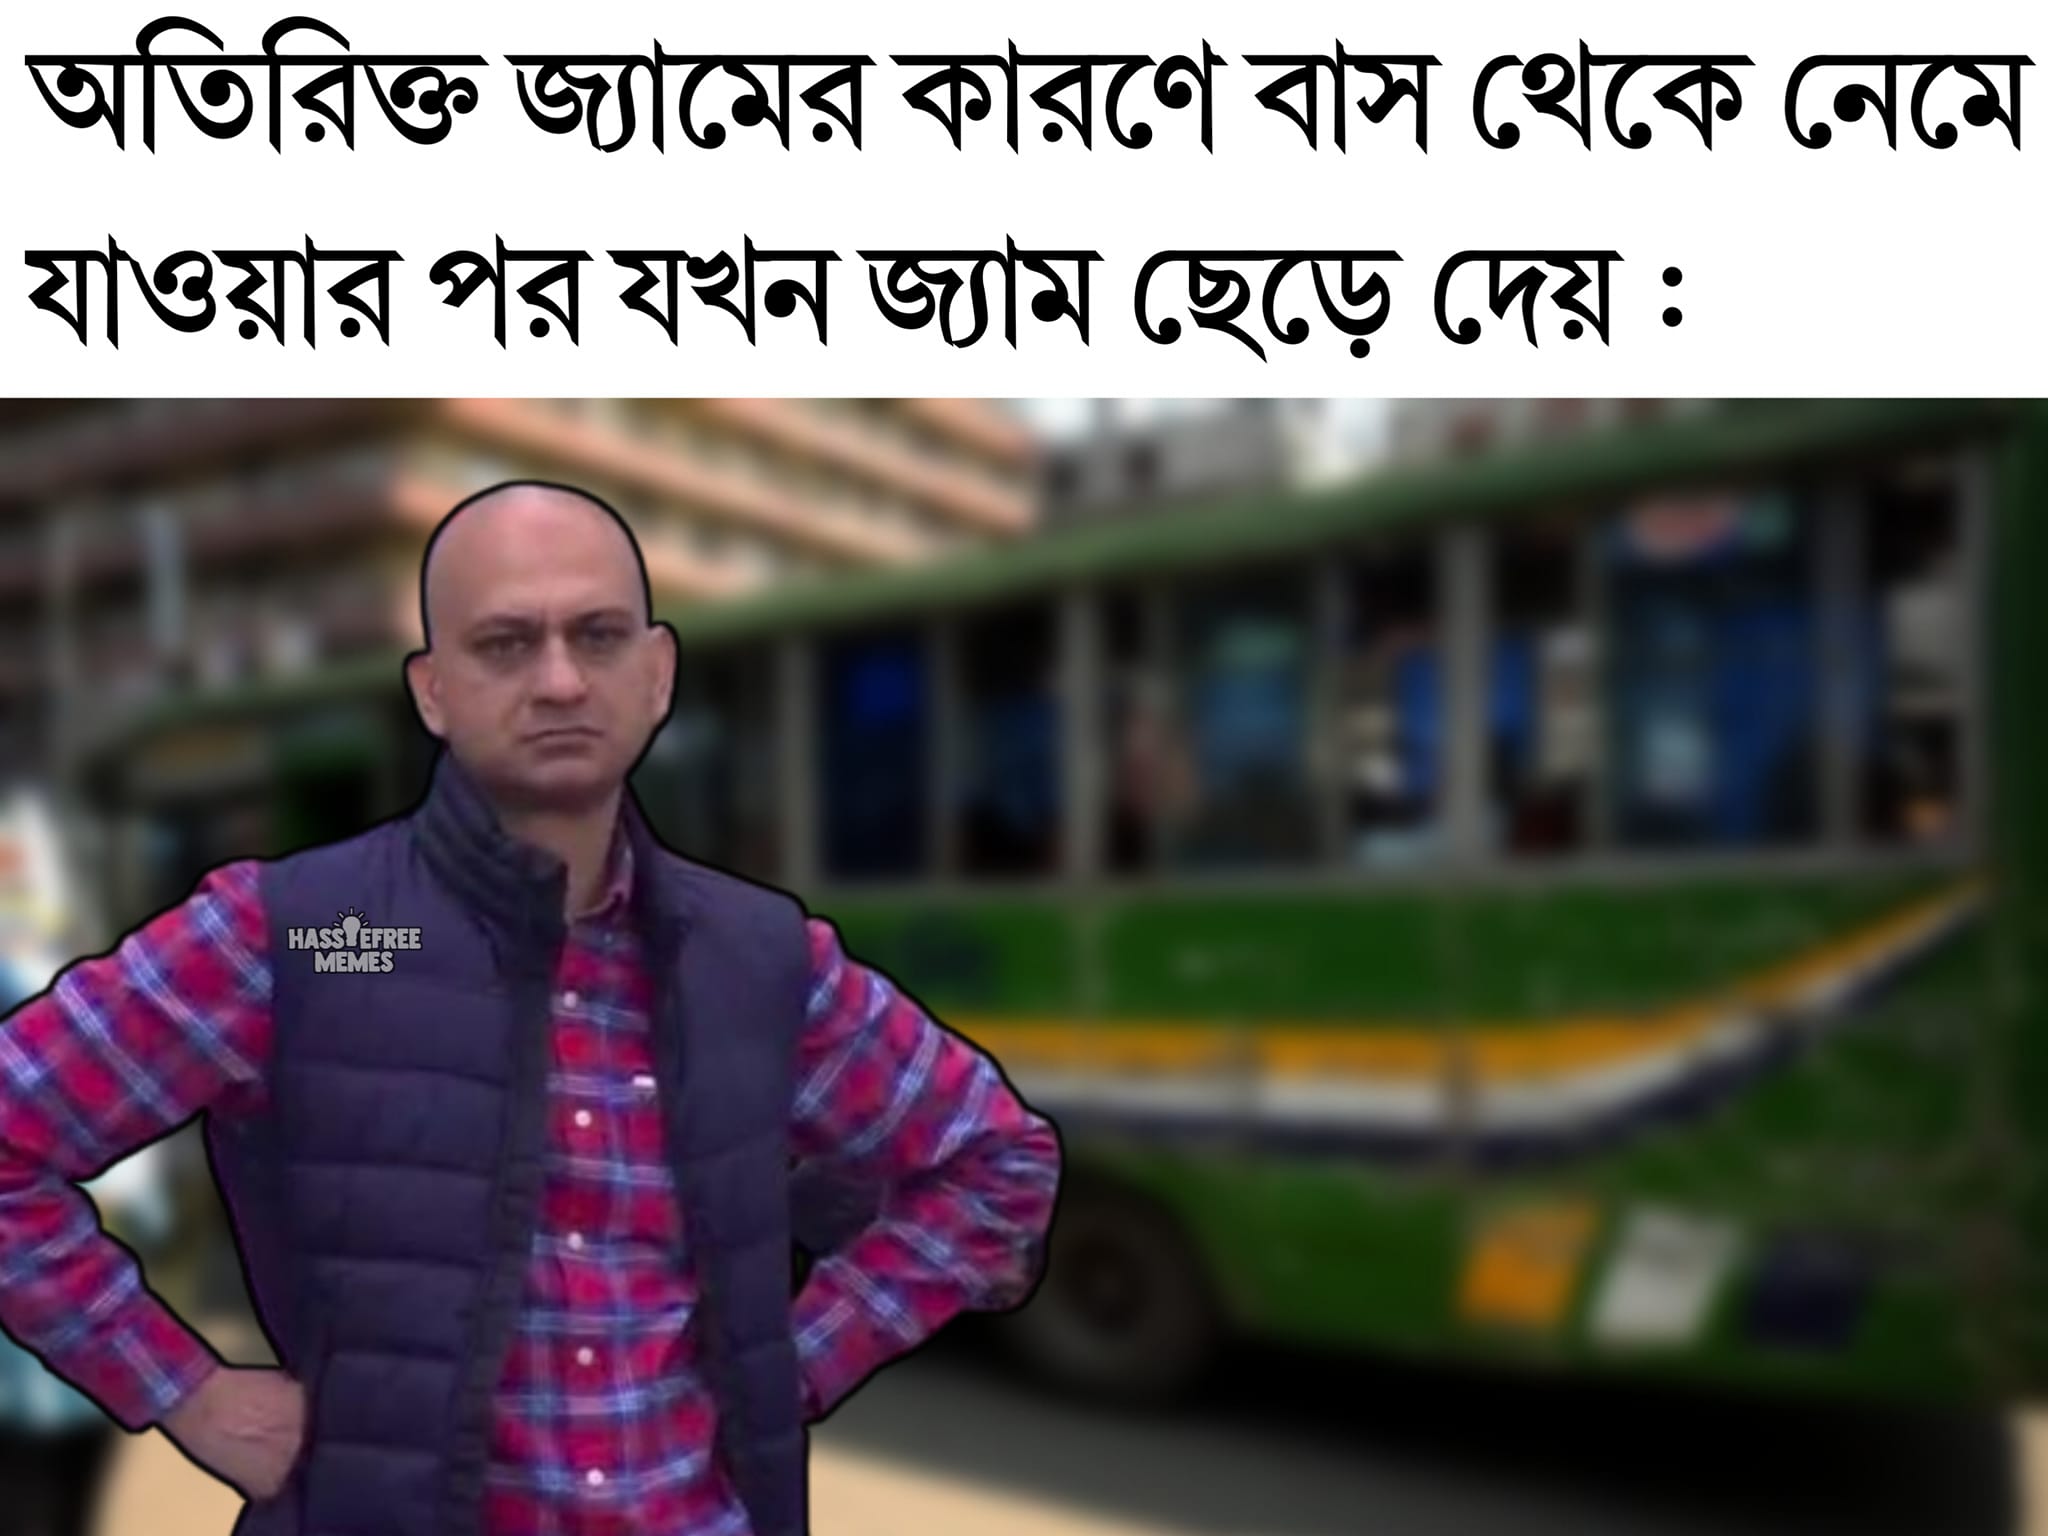 অতিরিক্ত জ্যামের কারণে বাস থেকে নেমে
যাওয়ার পর যখন জ্যাম ছেড়ে দেয় :
HASSLEFREE
MEMES